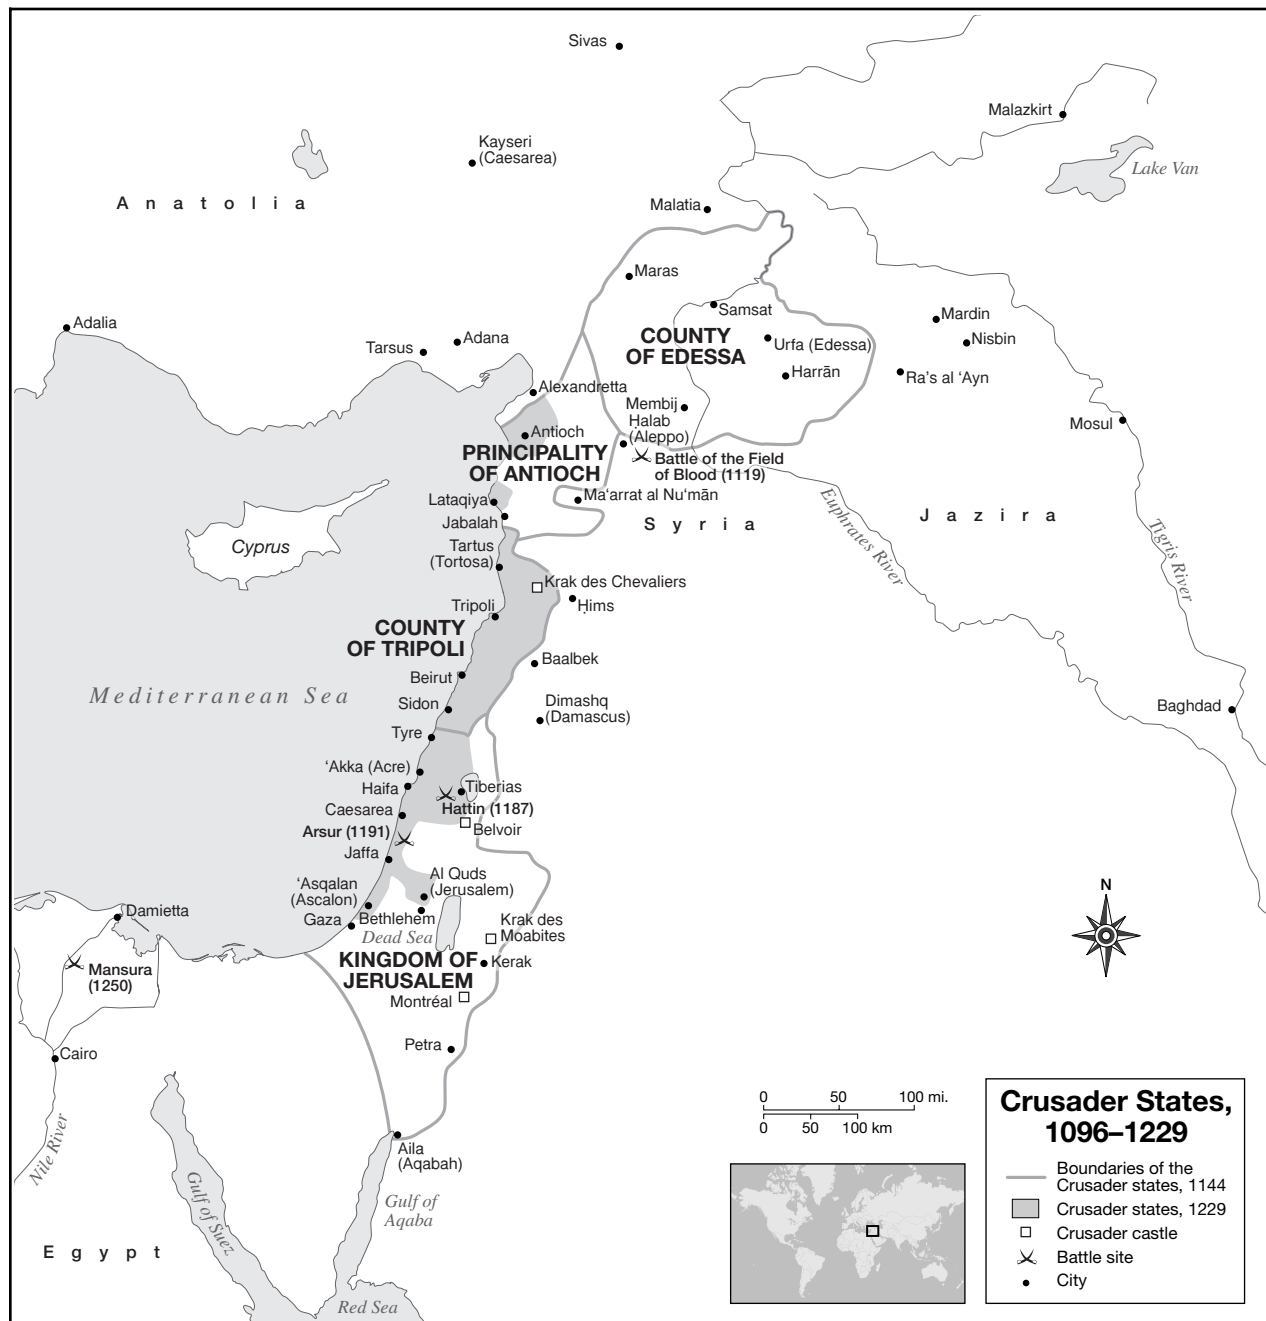 Sivas
Malazkirt
Kayseri
(Caesarea)
Lake Van
Anatolia
Malatia
Maras
Samsat
Mardin
Adalia
COUNTY
OF EDESSA
Urfa (Edessa)
Nisbin
Tarsus
Adana
Harrān
Ra's al ‘Ayn
Alexandretta
Membij
Ḥalab
(Aleppo)
Mosul
Antioch
PRINCIPALITY
OF ANTIOCH
Battle of the Field
of Blood (1119)
Lataqiya
Ma‘arrat al Nu‘mān
Jabalah
Syria
Jazira
Euphrates River
Tigris River
Cyprus
Tartus
(Tortosa)
Krak des Chevaliers
Ḥims
Tripoli
COUNTY
OF TRIPOLI
Baalbek
Beirut
Mediterranean Sea
Sidon
Dimashq
(Damascus)
Baghdad
Tyre
‘Akka (Acre)
Haifa
Tiberias
Caesarea
Hattin (1187)
Arsur (1191)
Belvoir
Jaffa
Al Quds
(Jerusalem)
‘Asqalan
(Ascalon)
Gaza
Bethlehem
Damietta
Dead Sea
Krak des
Moabites
N
Mansura
(1250)
KINGDOM OF
JERUSALEM
Kerak
Montréal
Petra
Cairo
Nile River
Aila
(Aqabah)
Gulf of Suez
Gulf of
Aqaba
Egypt
Red Sea
0 50 100 mi.
0 50 100 km
Crusader States,
1096–1229
Boundaries of the
Crusader states, 1144
Crusader states, 1229
Crusader castle
Battle site
City